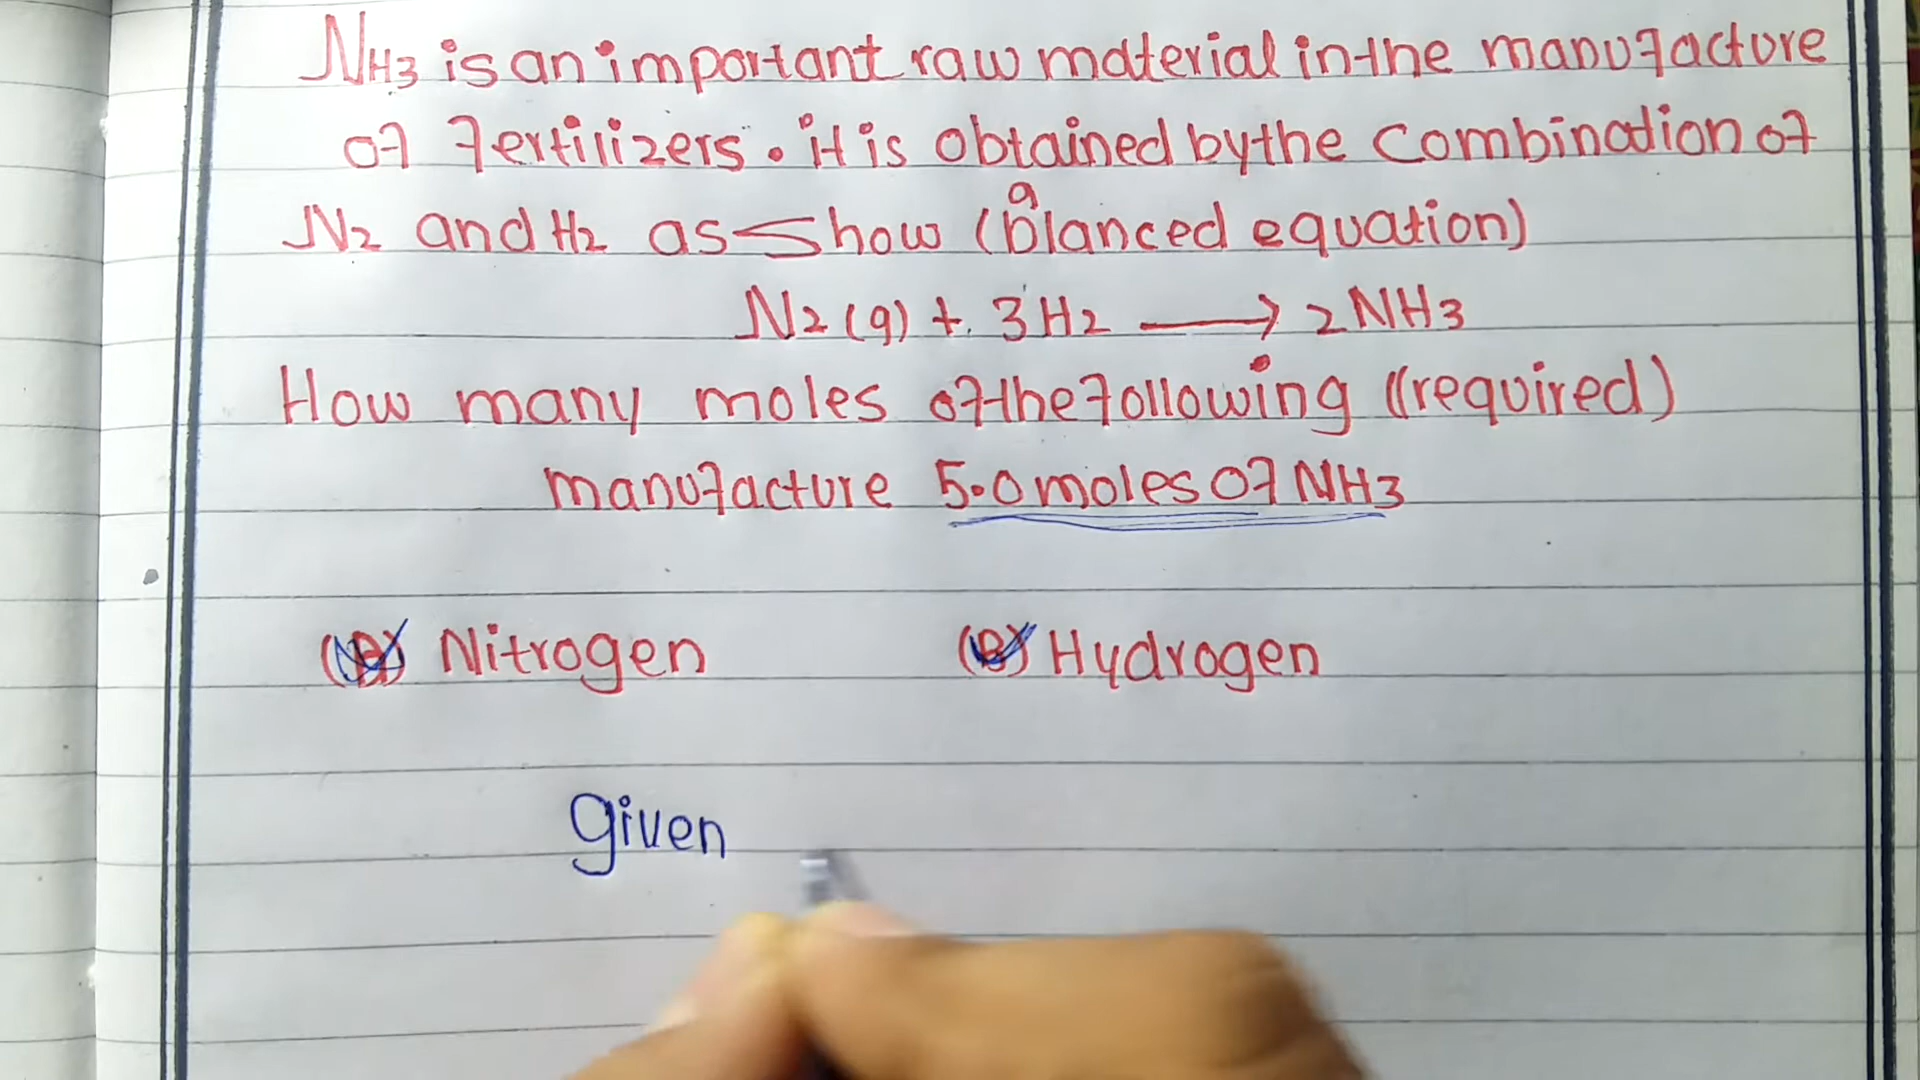 NH3 is an important raw material in the manufacture
of fertilizers. it is obtained by the combination of
N2 and H2 as show (balanced equation)
N2(g) + 3H2 ⟶ 2NH3
How many moles of the following ((required)
manufacture 5.0 moles of NH3
(A) Nitrogen (B) Hydrogen
Given